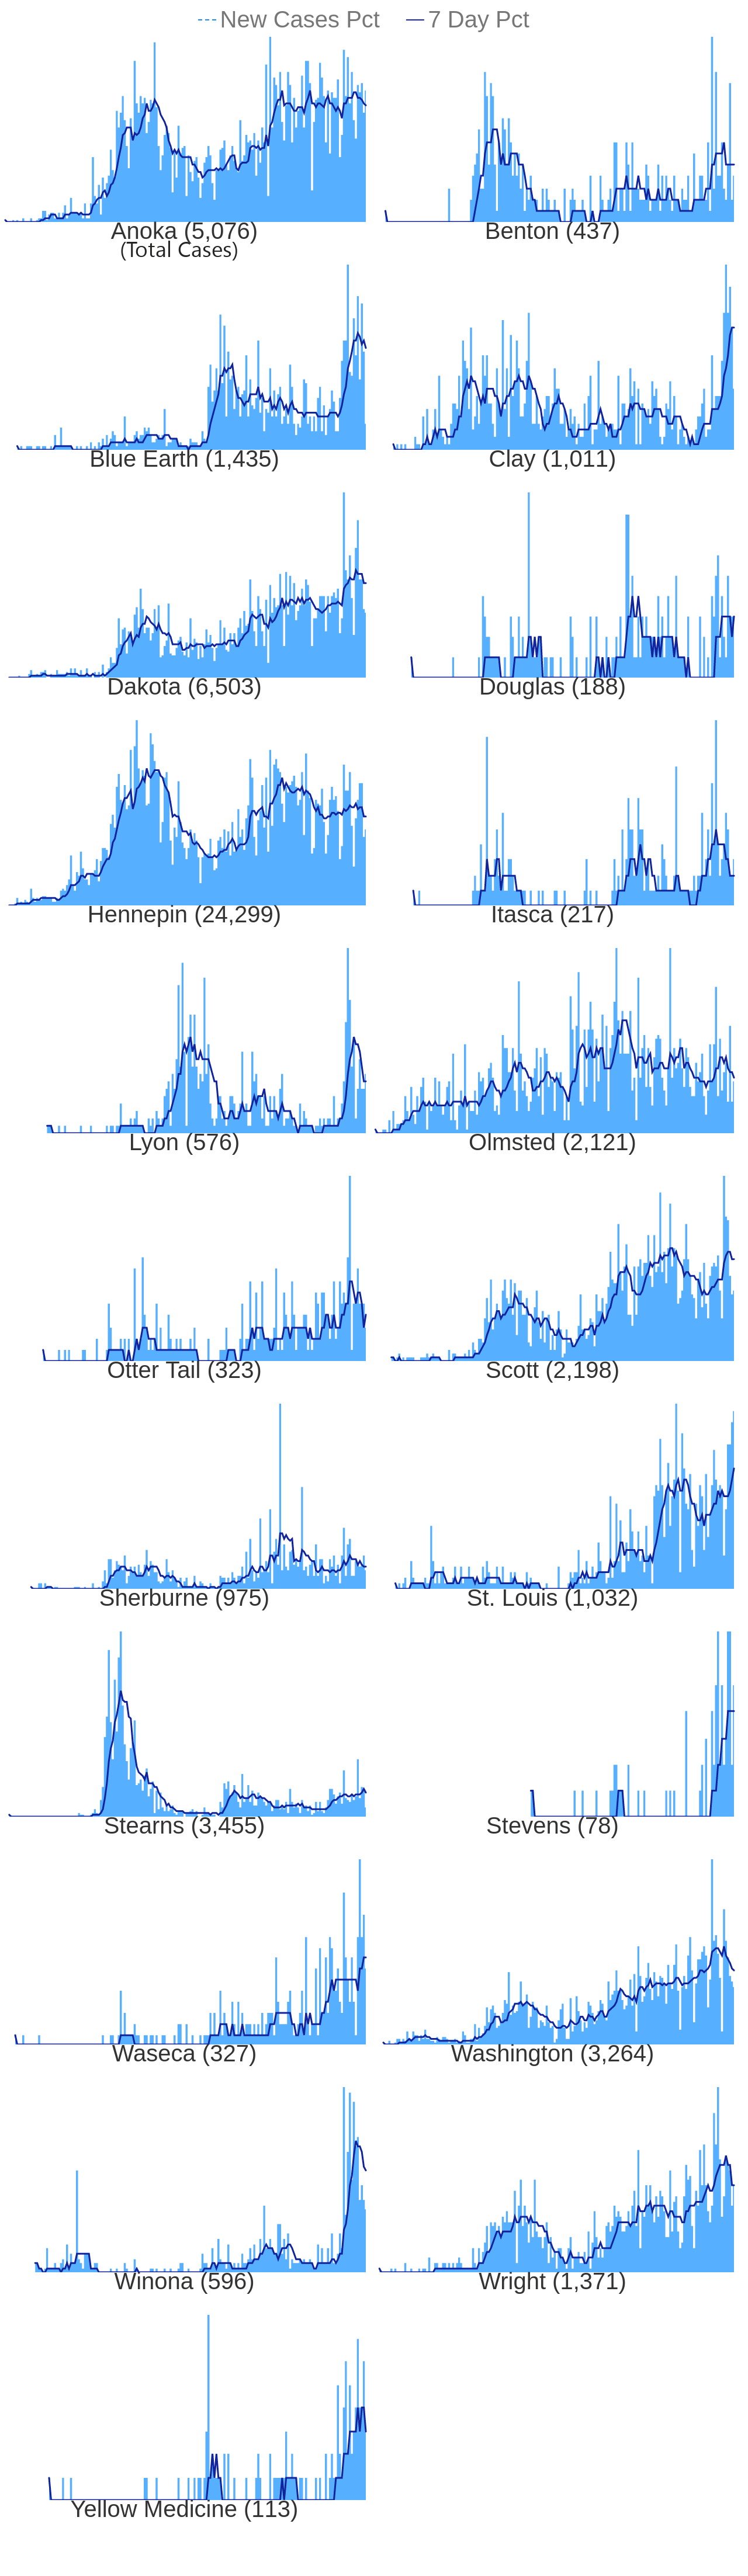 New Cases Pct 7 Day Pct
Anoka (5,076)
(Total Cases)
Benton (437)
Blue Earth (1,435)
Clay (1,011)
Dakota (6,503)
Douglas (188)
Hennepin (24,299)
Itasca (217)
Lyon (576)
Olmsted (2,121)
Otter Tail (323)
Scott (2,198)
Sherburne (975)
St. Louis (1,032)
Stearns (3,455)
Stevens (78)
Waseca (327)
Washington (3,264)
Winona (596)
Wright (1,371)
Yellow Medicine (113)